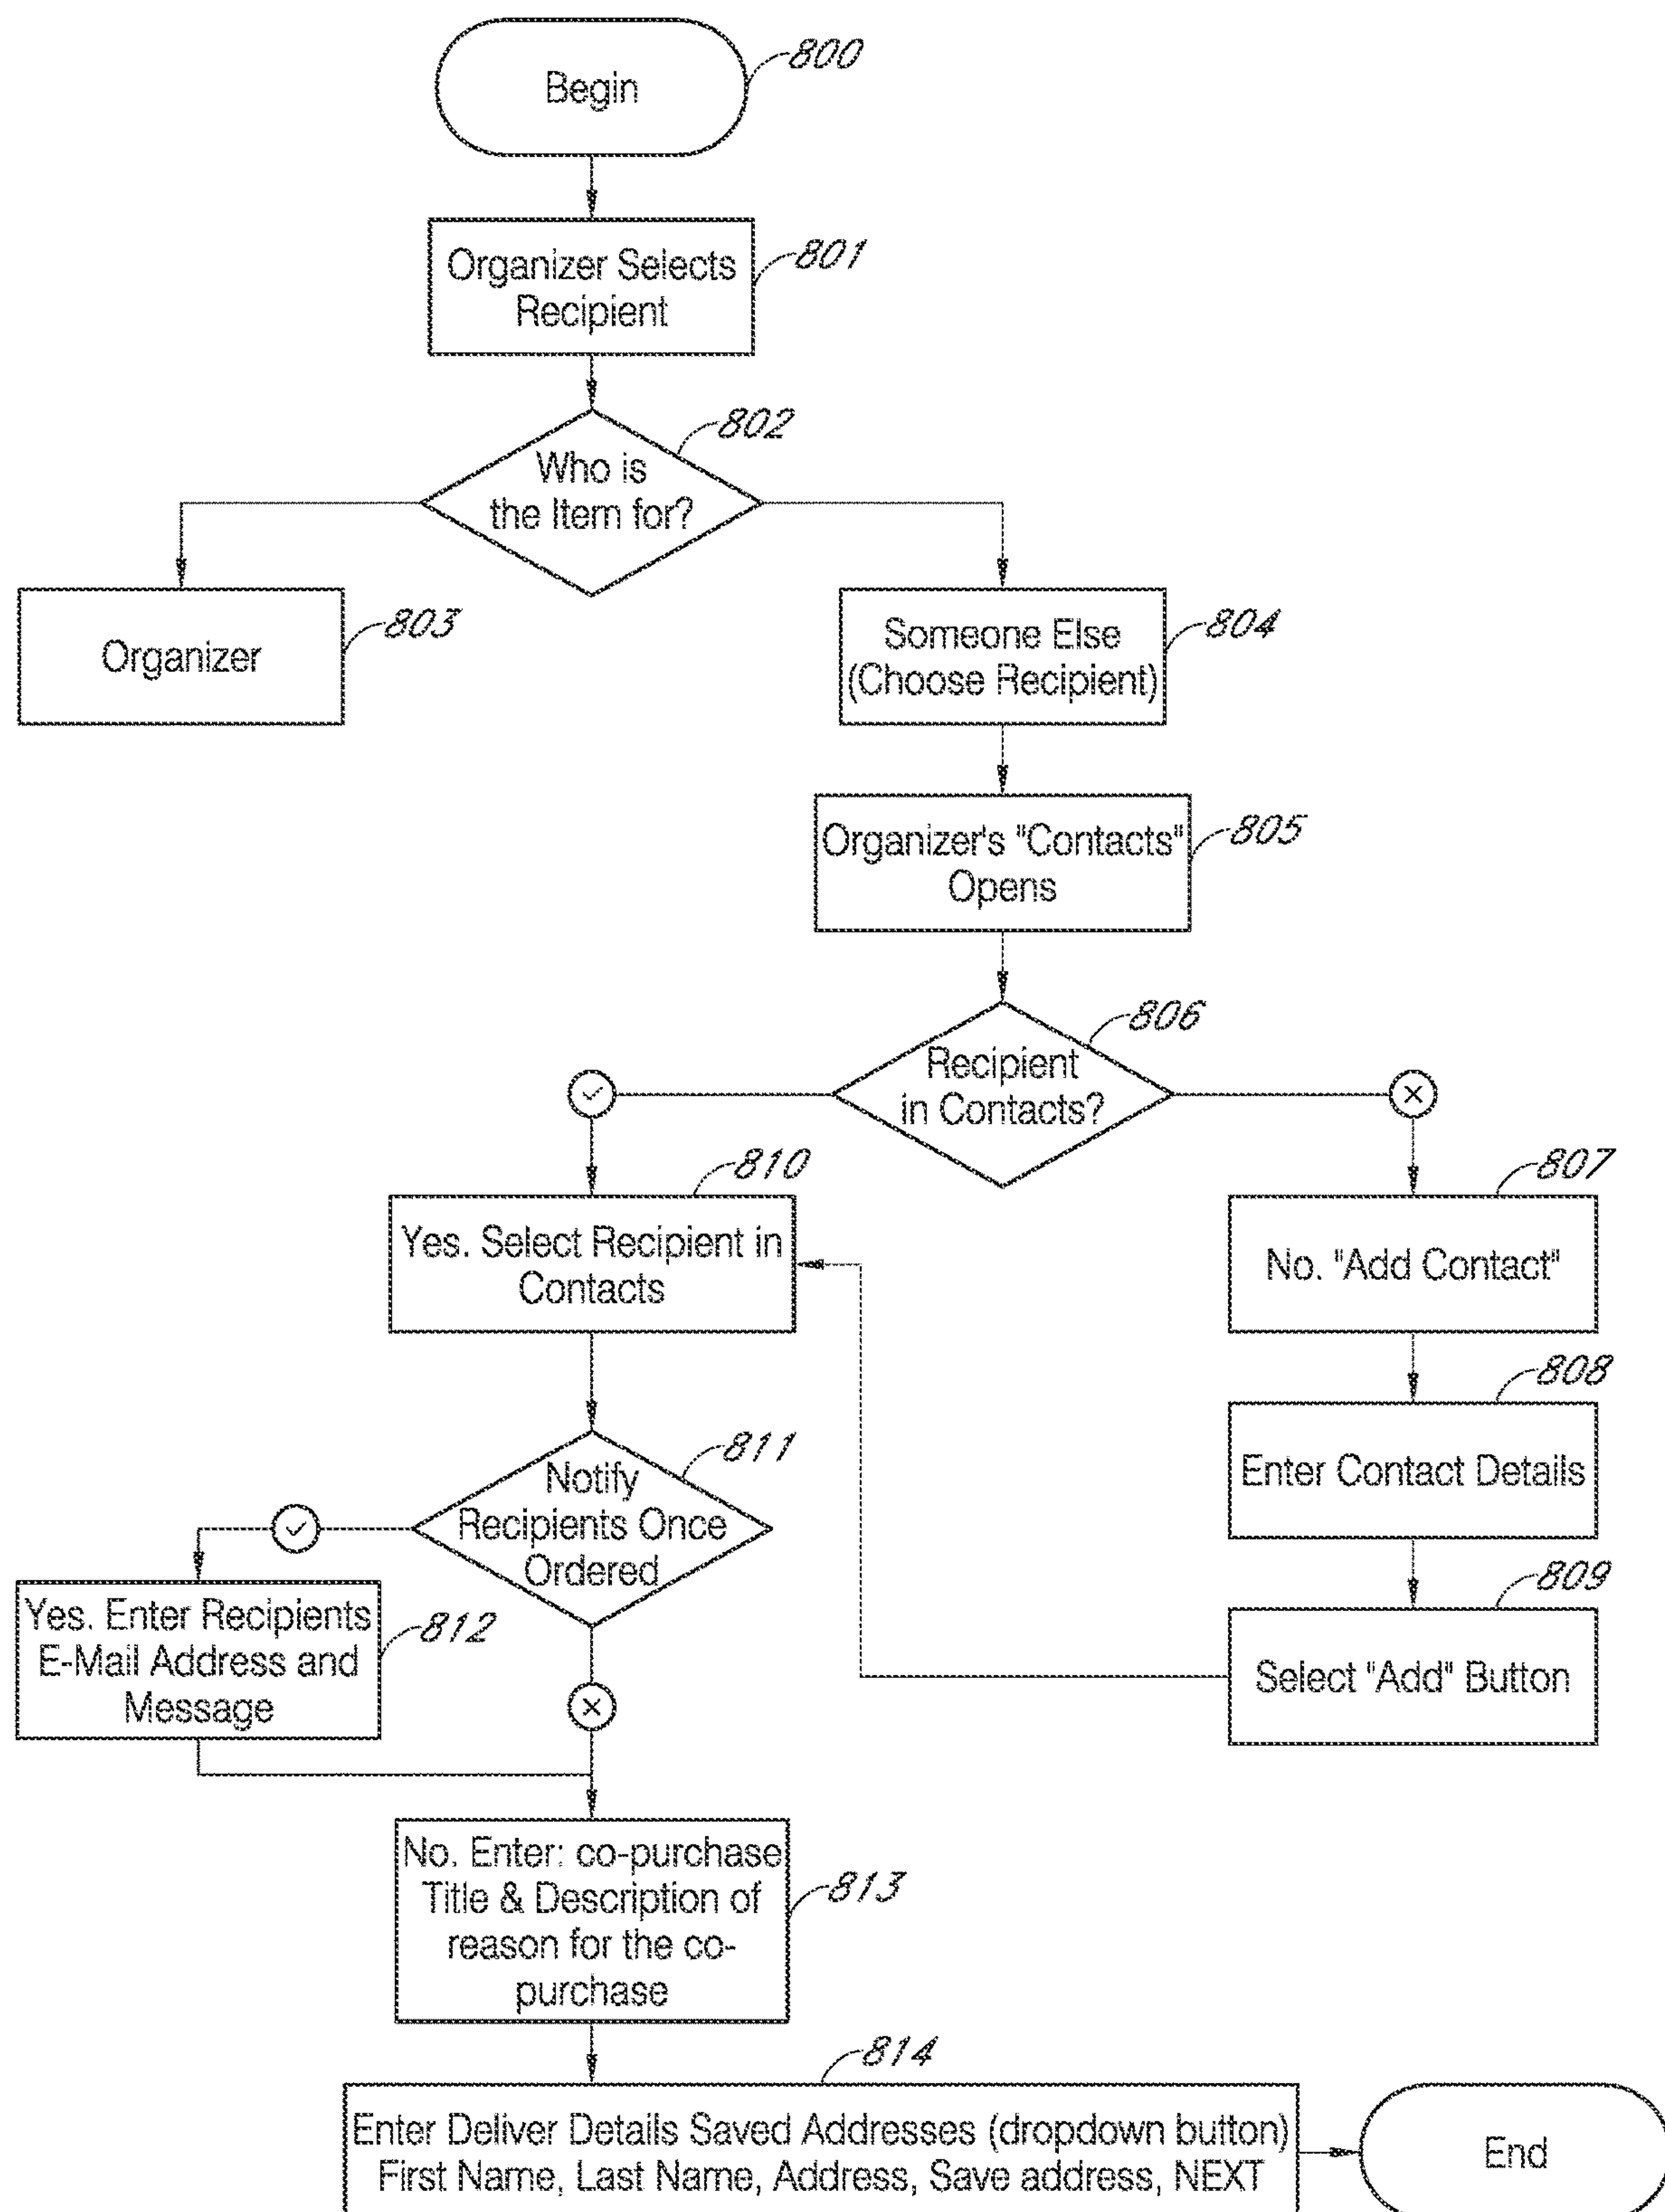 Begin
800
Organizer Selects
Recipient
801
802
Who is
the Item for?
Organizer
803
Someone Else
(Choose Recipient)
804
Organizer's "Contacts"
Opens
805
806
Recipient
in Contacts?
810
Yes. Select Recipient in
Contacts
807
No. "Add Contact"
808
Enter Contact Details
809
Select "Add" Button
811
Notify
Recipients Once
Ordered
Yes. Enter Recipients
E-Mail Address and
Message
812
No. Enter: co-purchase
Title & Description of
reason for the co-
purchase
813
814
Enter Deliver Details Saved Addresses (dropdown button)
First Name, Last Name, Address, Save address, NEXT
End